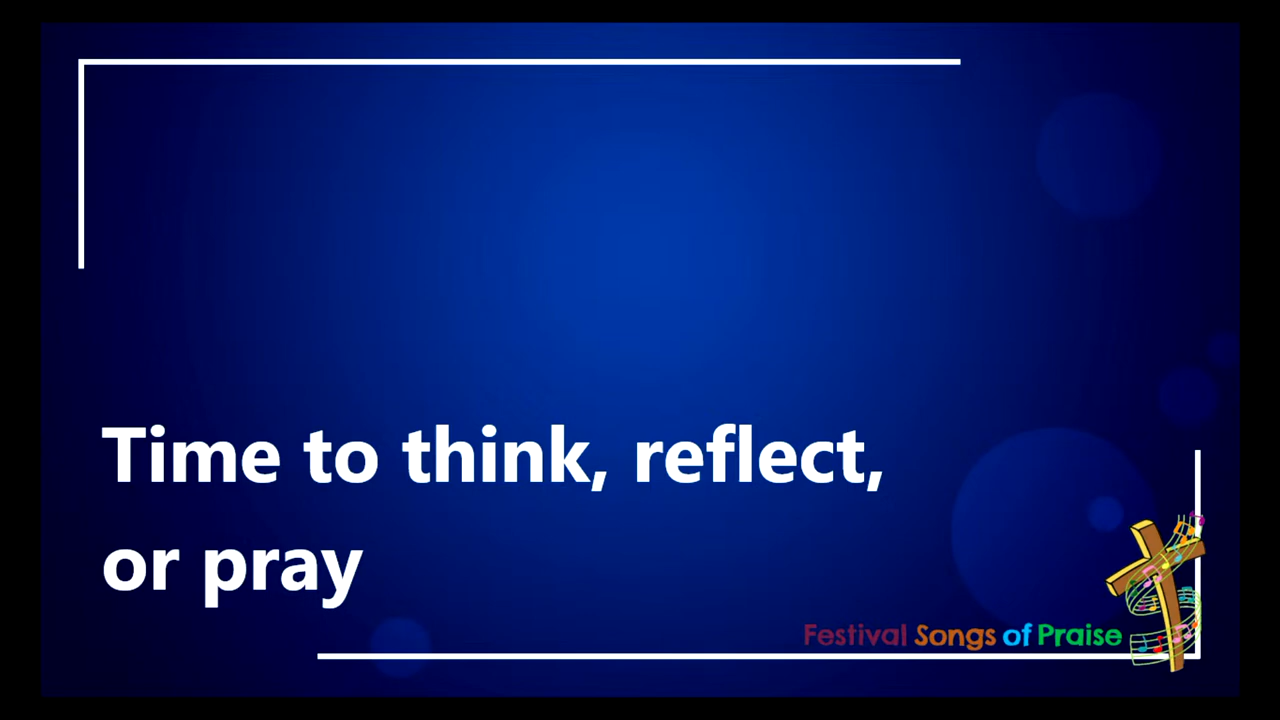 Time to think, reflect,
or pray
Festival Songs of Praise